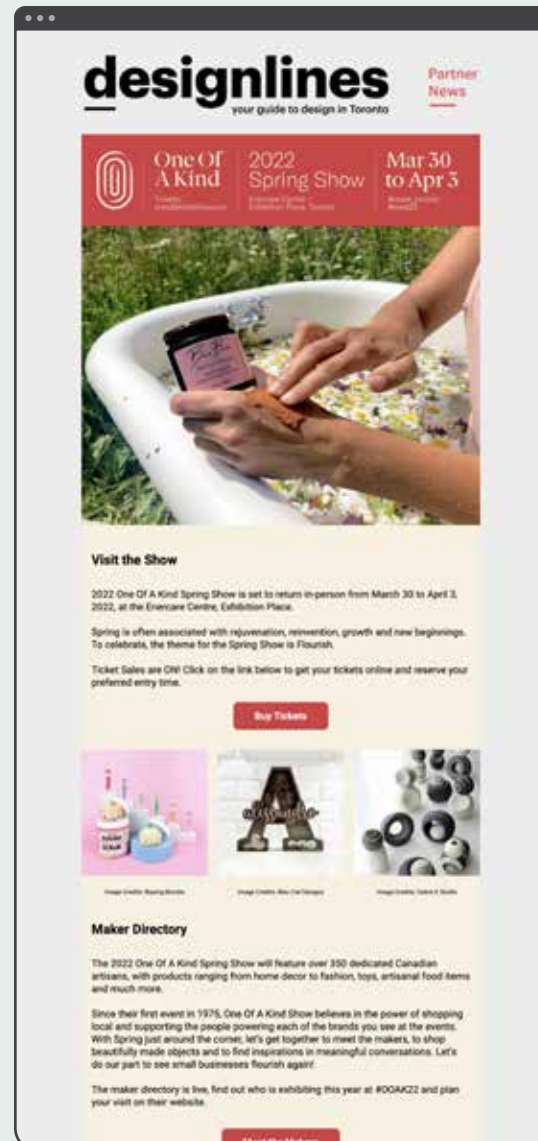 designlines
your guide to design in Toronto
Partner
News
One Of
A Kind
2022
Spring Show
Mar 30
to Apr 3
Visit the Show
2022 One Of A Kind Spring Show is set to return in-person from March 30 to April 3,
2022, at the Enercare Centre, Exhibition Place.
Spring is often associated with rejuvenation, reinvention, growth and new beginnings.
To celebrate, the theme for the Spring Show is Flourish.
Ticket Sales are ON! Click on the link below to get your tickets online and reserve your
preferred entry time.
Buy Tickets
Maker Directory
The 2022 One Of A Kind Spring Show will feature over 350 dedicated Canadian
artisans, with products ranging from home decor to fashion, toys, artisanal food items
and much more.
Since their first event in 1975, One Of A Kind Show believes in the power of shopping
local and supporting the people powering each of the brands you see at the events.
With Spring just around the corner, let's get together to meet the makers, to shop
beautifully made objects and to find inspirations in meaningful conversations. Let's
do our part to see small businesses flourish again!
The maker directory is live, find out who is exhibiting this year at #OOAK22 and plan
your visit on their website.